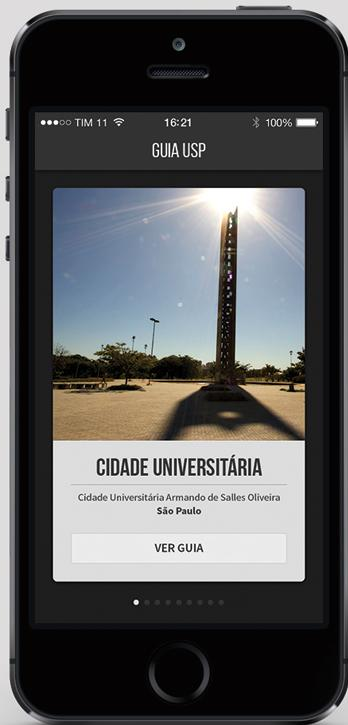 TIM 11 16:21 100%
GUIA USP
CIDADE UNIVERSITÁRIA
Cidade Universitária Armando de Salles Oliveira
São Paulo
VER GUIA